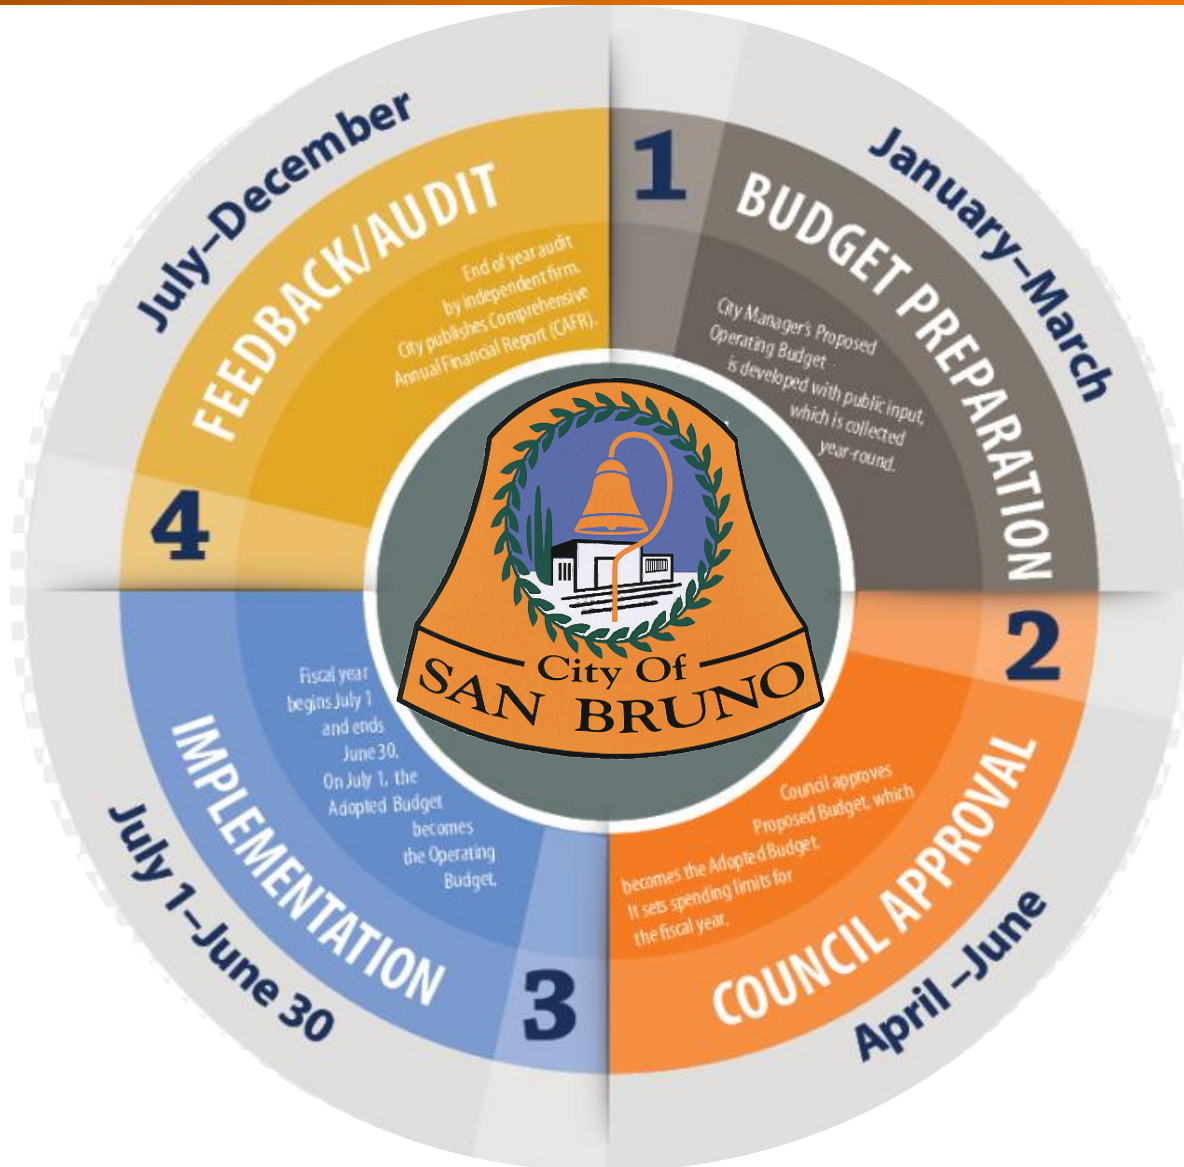 1
BUDGET PREPARATION
January–March
City Manager's Proposed
Operating Budget
is developed with public input,
which is collected
year-round.
2
COUNCIL APPROVAL
April –June
Council approves
Proposed Budget, which
becomes the Adopted Budget.
It sets spending limits for
the fiscal year.
3
IMPLEMENTATION
July 1–June 30
Fiscal year
begins July 1
and ends
June 30.
On July 1, the
Adopted Budget
becomes
the Operating
Budget.
4
FEEDBACK/AUDIT
July–December
End of year audit
by independent firm.
City publishes Comprehensive
Annual Financial Report (CAFR).
City Of
SAN BRUNO